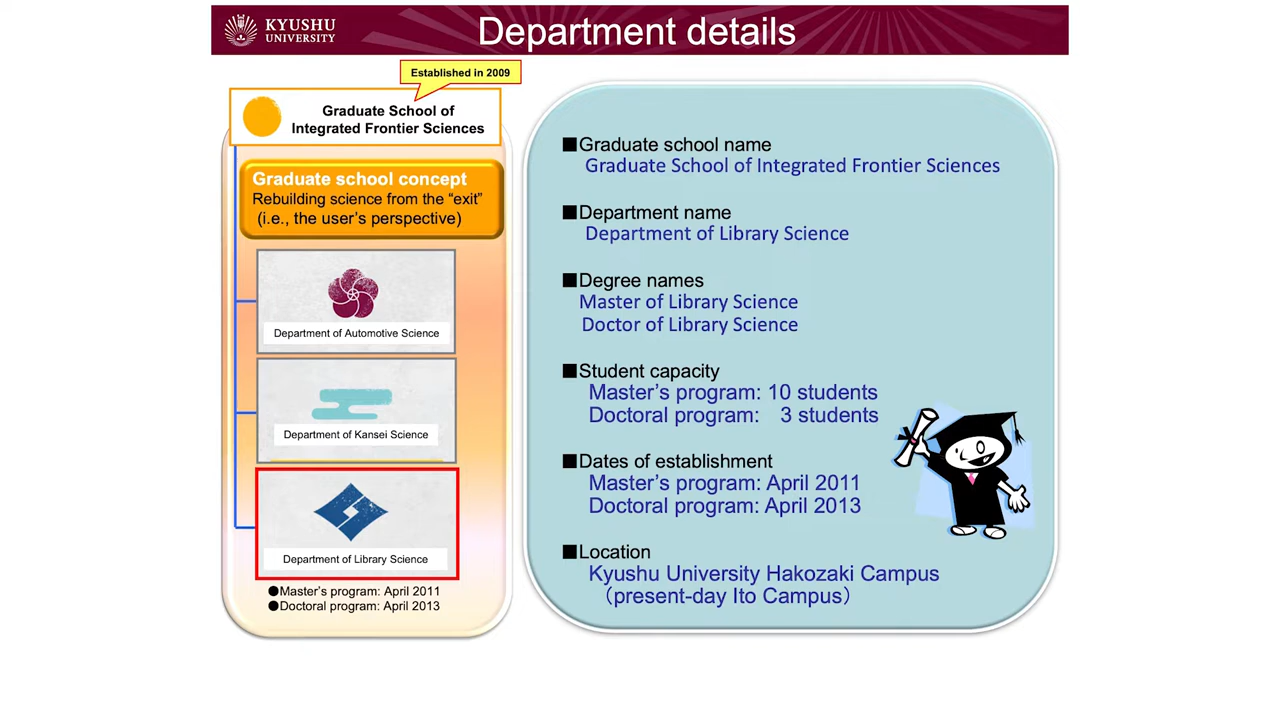 KYUSHU
UNIVERSITY
Department details
Established in 2009
Graduate School of
Integrated Frontier Sciences
Graduate school concept
Rebuilding science from the “exit”
(i.e., the user’s perspective)
Department of Automotive Science
Department of Kansei Science
Department of Library Science
●Master’s program: April 2011
●Doctoral program: April 2013
■Graduate school name
Graduate School of Integrated Frontier Sciences
■Department name
Department of Library Science
■Degree names
Master of Library Science
Doctor of Library Science
■Student capacity
Master’s program: 10 students
Doctoral program: 3 students
■Dates of establishment
Master’s program: April 2011
Doctoral program: April 2013
■Location
Kyushu University Hakozaki Campus
（present-day Ito Campus）